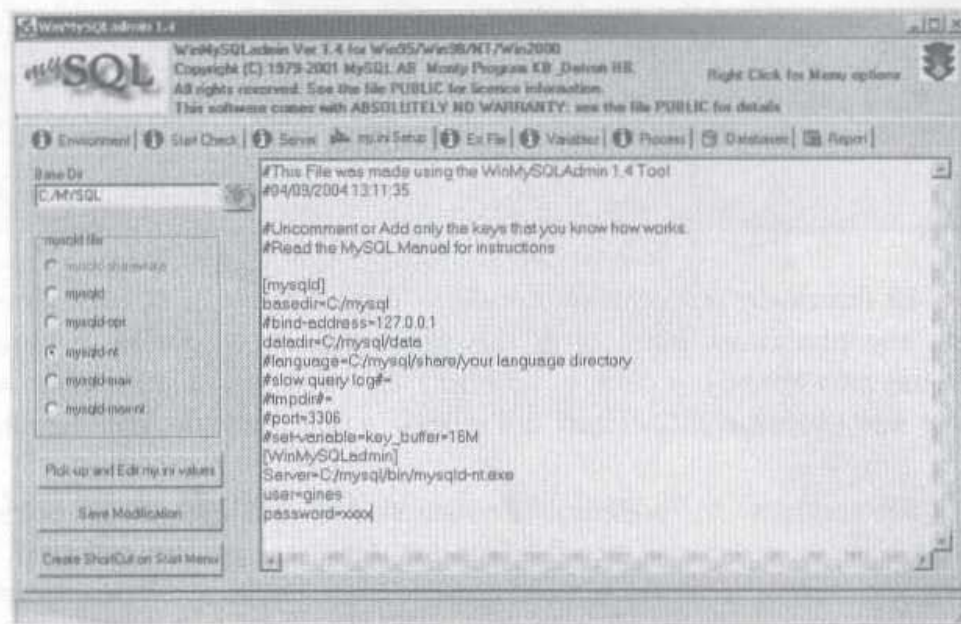 WinMySQLadmin 1.4
mySQL
WinMySQLadmin Ver 1.4 for Win95/Win98/NT/Win2000
Copyright (C) 1979-2001 MySQL AB Monty Program KB Detron HB
All rights reserved. See the file PUBLIC for licence information.
This software comes with ABSOLUTELY NO WARRANTY: see the file PUBLIC for details
Right Click for Menu options
Environment
Start Check
Server
my.ini Setup
Err File
Variables
Process
Databases
Report
Base Dir
C:/MYSQL
mysqld file
mysqld-shareware
mysqld
mysqld-opt
mysqld-nt
mysqld-max
mysqld-max-nt
Pick-up and Edit my.ini values
Save Modification
Create ShortCut on Start Menu
#This File was made using the WinMySQLAdmin 1.4 Tool
#04/09/2004 13:11:35
#Uncomment or Add only the keys that you know how works.
#Read the MySQL Manual for instructions
[mysqld]
basedir=C:/mysql
#bind-address=127.0.0.1
datadir=C:/mysql/data
#language=C:/mysql/share/your language directory
#slow query log#=
#tmpdir#=
#port=3306
#set-variable=key_buffer=16M
[WinMySQLadmin]
Server=C:/mysql/bin/mysqld-nt.exe
user=gines
password=xxxx